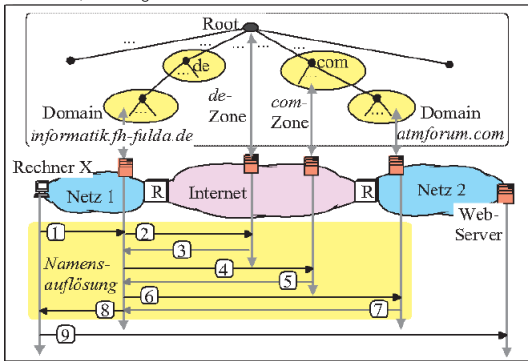 Root
... ...
de com
... ...
... ...
Domain de- com- Domain
informatik.fh-fulda.de Zone Zone atmforum.com
Rechner X
Netz 1 R Internet R Netz 2
Web-
Server
1 2
3
Namens-
auflösung
4
5
6
7
8
9